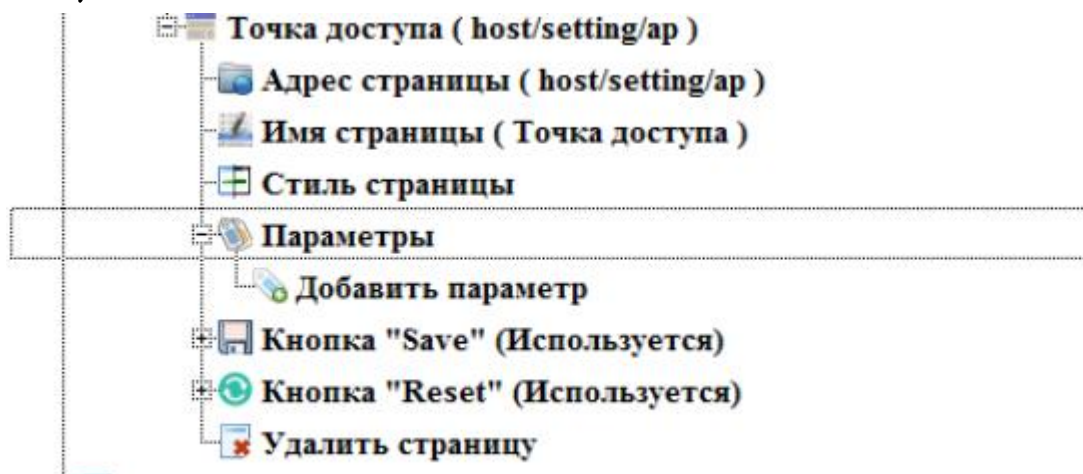 Точка доступа ( host/setting/ap )
Адрес страницы ( host/setting/ap )
Имя страницы ( Точка доступа )
Стиль страницы
Параметры
Добавить параметр
Кнопка "Save" (Используется)
Кнопка "Reset" (Используется)
Удалить страницу